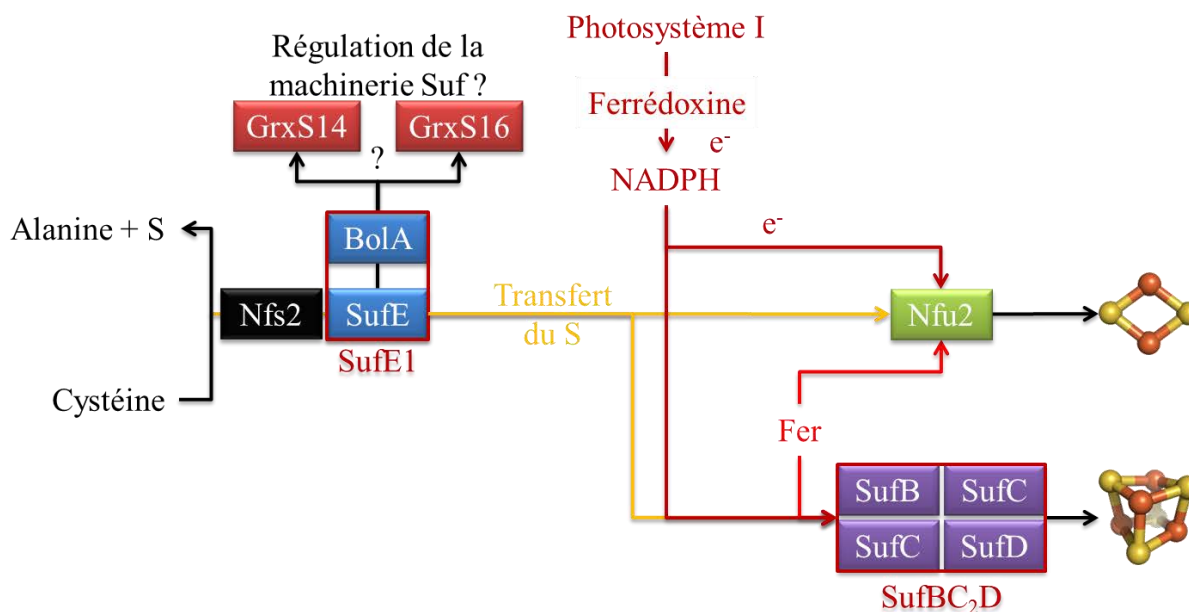 Photosystème I
Régulation de la
machinerie Suf ?
Ferrédoxine
GrxS14
GrxS16
?
e-
NADPH
Alanine + S
BolA
e-
Nfs2
SufE
Transfert
du S
Nfu2
SufE1
Cystéine
Fer
SufB
SufC
SufC
SufD
SufBC₂D